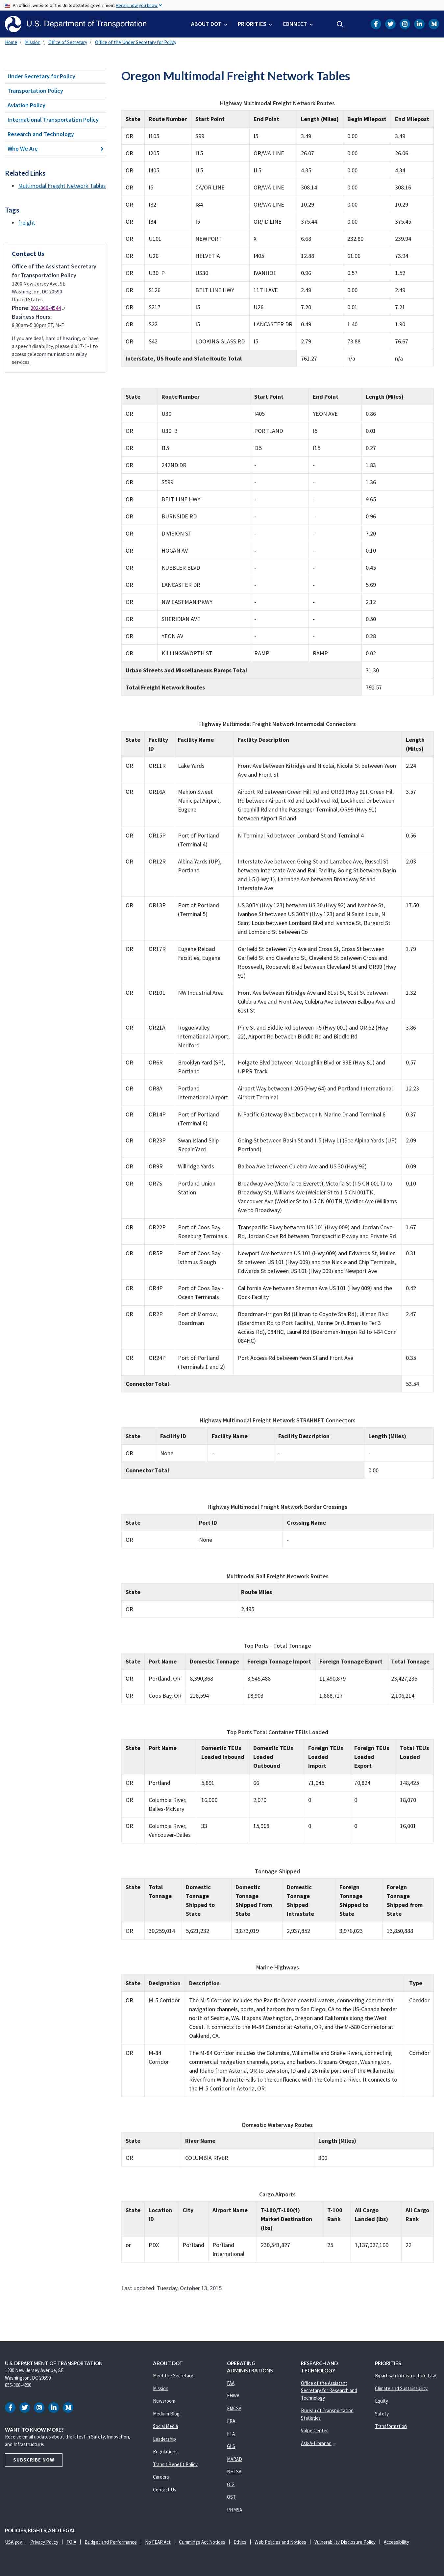 An official website of the United States government Here's how you know
U.S. Department of Transportation
ABOUT DOT
PRIORITIES
CONNECT
Home | Mission | Office of Secretary | Office of the Under Secretary for Policy
Under Secretary for Policy
Transportation Policy
Aviation Policy
International Transportation Policy
Research and Technology
Who We Are
Related Links
Multimodal Freight Network Tables
Tags
freight
Contact Us
Office of the Assistant Secretary
for Transportation Policy
1200 New Jersey Ave, SE
Washington, DC 20590
United States
Phone: 202-366-4544
Business Hours:
8:30am-5:00pm ET, M-F
If you are deaf, hard of hearing, or have
a speech disability, please dial 7-1-1 to
access telecommunications relay
services.
Oregon Multimodal Freight Network Tables
Highway Multimodal Freight Network Routes
State Route Number Start Point End Point Length (Miles) Begin Milepost End Milepost
OR I105 S99 I5 3.49 0.00 3.49
OR I205 I15 OR/WA LINE 26.07 0.00 26.06
OR I405 I15 I15 4.35 0.00 4.34
OR I5 CA/OR LINE OR/WA LINE 308.14 0.00 308.16
OR I82 I84 OR/WA LINE 10.29 0.00 10.29
OR I84 I5 OR/ID LINE 375.44 0.00 375.45
OR U101 NEWPORT X 6.68 232.80 239.94
OR U26 HELVETIA I405 12.88 61.06 73.94
OR U30 P US30 IVANHOE 0.96 0.57 1.52
OR S126 BELT LINE HWY 11TH AVE 2.49 0.00 2.49
OR S217 I5 U26 7.20 0.01 7.21
OR S22 I5 LANCASTER DR 0.49 1.40 1.90
OR S42 LOOKING GLASS RD I5 2.79 73.88 76.67
Interstate, US Route and State Route Total 761.27 n/a n/a
State Route Number Start Point End Point Length (Miles)
OR U30 I405 YEON AVE 0.86
OR U30 B PORTLAND I5 0.01
OR I15 I15 I15 0.27
OR 242ND DR - - 1.83
OR S599 - - 1.36
OR BELT LINE HWY - - 9.65
OR BURNSIDE RD - - 0.96
OR DIVISION ST - - 7.20
OR HOGAN AV - - 0.10
OR KUEBLER BLVD - - 0.45
OR LANCASTER DR - - 5.69
OR NW EASTMAN PKWY - - 2.12
OR SHERIDAN AVE - - 0.50
OR YEON AV - - 0.28
OR KILLINGSWORTH ST RAMP RAMP 0.02
Urban Streets and Miscellaneous Ramps Total 31.30
Total Freight Network Routes 792.57
Highway Multimodal Freight Network Intermodal Connectors
State Facility ID Facility Name Facility Description Length (Miles)
OR OR11R Lake Yards Front Ave between Kitridge and Nicolai, Nicolai St between Yeon Ave and Front St 2.24
OR OR16A Mahlon Sweet Municipal Airport, Eugene Airport Rd between Green Hill Rd and OR99 (Hwy 91), Green Hill Rd between Airport Rd and Lockheed Rd, Lockheed Dr between Greenhill Rd and the Passenger Terminal, OR99 (Hwy 91) between Airport Rd and 3.57
OR OR15P Port of Portland (Terminal 4) N Terminal Rd between Lombard St and Terminal 4 0.56
OR OR12R Albina Yards (UP), Portland Interstate Ave between Going St and Larrabee Ave, Russell St between Interstate Ave and Rail Facility, Going St between Basin St and I-5 (Hwy 1), Larrabee Ave between Broadway St and Interstate Ave 2.03
OR OR13P Port of Portland (Terminal 5) US 30BY (Hwy 123) between US 30 (Hwy 92) and Ivanhoe St, Ivanhoe St between US 30BY (Hwy 123) and N Saint Louis, N Saint Louis between Lombard Blvd and Ivanhoe St, Burgart St and Lombard St between Co 17.50
OR OR17R Eugene Reload Facilities, Eugene Garfield St between 7th Ave and Cross St, Cross St between Garfield St and Cleveland St, Cleveland St between Cross and Roosevelt, Roosevelt Blvd between Cleveland St and OR99 (Hwy 91) 1.79
OR OR10L NW Industrial Area Front Ave between Kitridge Ave and 61st St, 61st St between Culebra Ave and Front Ave, Culebra Ave between Balboa Ave and 61st St 1.32
OR OR21A Rogue Valley International Airport, Medford Pine St and Biddle Rd between I-5 (Hwy 001) and OR 62 (Hwy 22), Airport Rd between Biddle Rd and Biddle Rd 3.86
OR OR6R Brooklyn Yard (SP), Portland Holgate Blvd between McLoughlin Blvd or 99E (Hwy 81) and UPRR Track 0.57
OR OR8A Portland International Airport Airport Way between I-205 (Hwy 64) and Portland International Airport Terminal 12.23
OR OR14P Port of Portland (Terminal 6) N Pacific Gateway Blvd between N Marine Dr and Terminal 6 0.37
OR OR23P Swan Island Ship Repair Yard Going St between Basin St and I-5 (Hwy 1) (See Alpina Yards (UP) Portland) 2.09
OR OR9R Willridge Yards Balboa Ave between Culebra Ave and US 30 (Hwy 92) 0.09
OR OR7S Portland Union Station Broadway Ave (Victoria to Everett), Victoria St (I-5 CN 001TJ to Broadway St), Williams Ave (Weidler St to I-5 CN 001TK, Vancouver Ave (Weidler St to I-5 CN 001TN, Weidler Ave (Williams Ave to Broadway) 0.10
OR OR22P Port of Coos Bay - Roseburg Terminals Transpacific Pkwy between US 101 (Hwy 009) and Jordan Cove Rd, Jordan Cove Rd between Transpacific Pkway and Private Rd 1.67
OR OR5P Port of Coos Bay - Isthmus Slough Newport Ave between US 101 (Hwy 009) and Edwards St, Mullen St between US 101 (Hwy 009) and the Nickle and Chip Terminals, Edwards St between US 101 (Hwy 009) and Newport Ave 0.31
OR OR4P Port of Coos Bay - Ocean Terminals California Ave between Sherman Ave US 101 (Hwy 009) and the Dock Facility 0.42
OR OR2P Port of Morrow, Boardman Boardman-Irrigon Rd (Ullman to Coyote Sta Rd), Ullman Blvd (Boardman Rd to Port Facility), Marine Dr (Ullman to Ter 3 Access Rd), 084HC, Laurel Rd (Boardman-Irrigon Rd to I-84 Conn 084HC) 2.47
OR OR24P Port of Portland (Terminals 1 and 2) Port Access Rd between Yeon St and Front Ave 0.35
Connector Total 53.54
Highway Multimodal Freight Network STRAHNET Connectors
State Facility ID Facility Name Facility Description Length (Miles)
OR None - - -
Connector Total 0.00
Highway Multimodal Freight Network Border Crossings
State Port ID Crossing Name
OR None -
Multimodal Rail Freight Network Routes
State Route Miles
OR 2,495
Top Ports - Total Tonnage
State Port Name Domestic Tonnage Foreign Tonnage Import Foreign Tonnage Export Total Tonnage
OR Portland, OR 8,390,868 3,545,488 11,490,879 23,427,235
OR Coos Bay, OR 218,594 18,903 1,868,717 2,106,214
Top Ports Total Container TEUs Loaded
State Port Name Domestic TEUs Loaded Inbound Domestic TEUs Loaded Outbound Foreign TEUs Loaded Import Foreign TEUs Loaded Export Total TEUs Loaded
OR Portland 5,891 66 71,645 70,824 148,425
OR Columbia River, Dalles-McNary 16,000 2,070 0 0 18,070
OR Columbia River, Vancouver-Dalles 33 15,968 0 0 16,001
Tonnage Shipped
State Total Tonnage Domestic Tonnage Shipped to State Domestic Tonnage Shipped From State Domestic Tonnage Shipped Intrastate Foreign Tonnage Shipped to State Foreign Tonnage Shipped from State
OR 30,259,014 5,621,232 3,873,019 2,937,852 3,976,023 13,850,888
Marine Highways
State Designation Description Type
OR M-5 Corridor The M-5 Corridor includes the Pacific Ocean coastal waters, connecting commercial navigation channels, ports, and harbors from San Diego, CA to the US-Canada border north of Seattle, WA. It spans Washington, Oregon and California along the West Coast. It connects to the M-84 Corridor at Astoria, OR, and the M-580 Connector at Oakland, CA. Corridor
OR M-84 Corridor The M-84 Corridor includes the Columbia, Willamette and Snake Rivers, connecting commercial navigation channels, ports, and harbors. It spans Oregon, Washington, and Idaho from Astoria, OR to Lewiston, ID and a 26 mile portion of the Willamette River from Willamette Falls to the confluence with the Columbia River. It connects to the M-5 Corridor in Astoria, OR. Corridor
Domestic Waterway Routes
State River Name Length (Miles)
OR COLUMBIA RIVER 306
Cargo Airports
State Location ID City Airport Name T-100/T-100(f) Market Destination (lbs) T-100 Rank All Cargo Landed (lbs) All Cargo Rank
or PDX Portland Portland International 230,541,827 25 1,137,027,109 22
Last updated: Tuesday, October 13, 2015
U.S. DEPARTMENT OF TRANSPORTATION
1200 New Jersey Avenue, SE
Washington, DC 20590
855-368-4200
WANT TO KNOW MORE?
Receive email updates about the latest in Safety, Innovation,
and Infrastructure.
SUBSCRIBE NOW
ABOUT DOT
Meet the Secretary
Mission
Newsroom
Medium Blog
Social Media
Leadership
Regulations
Transit Benefit Policy
Careers
Contact Us
OPERATING
ADMINISTRATIONS
FAA
FHWA
FMCSA
FRA
FTA
GLS
MARAD
NHTSA
OIG
OST
PHMSA
RESEARCH AND
TECHNOLOGY
Office of the Assistant
Secretary for Research and
Technology
Bureau of Transportation
Statistics
Volpe Center
Ask-A-Librarian
PRIORITIES
Bipartisan Infrastructure Law
Climate and Sustainability
Equity
Safety
Transformation
POLICIES, RIGHTS, AND LEGAL
USA.gov | Privacy Policy | FOIA | Budget and Performance | No FEAR Act | Cummings Act Notices | Ethics | Web Policies and Notices | Vulnerability Disclosure Policy | Accessibility